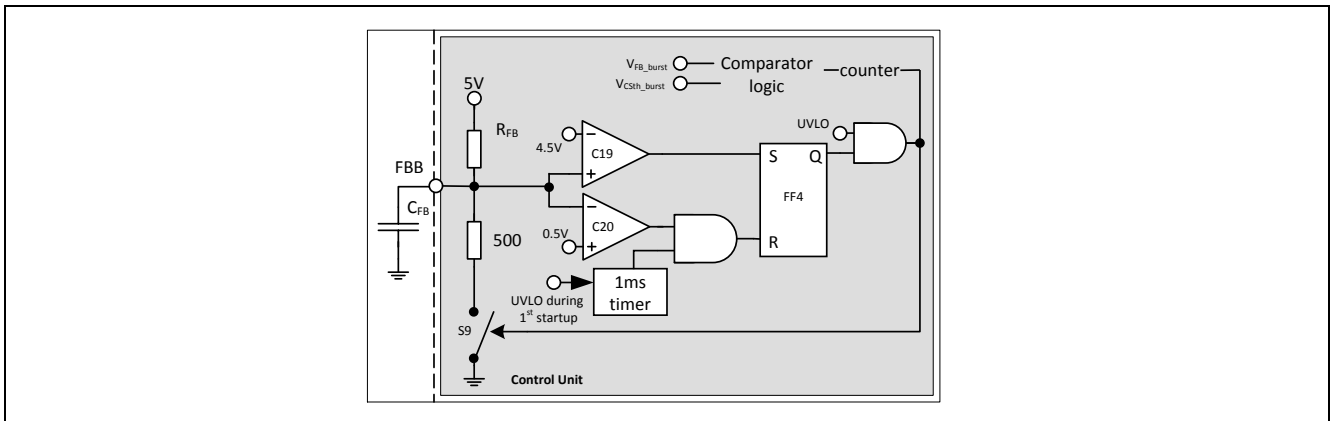 V_FB_burst
Comparator
counter
V_CSth_burst
logic
5V
R_FB
UVLO
4.5V
−
C19
S
Q
FBB
+
FF4
C_FB
−
500
0.5V
C20
+
R
1ms
timer
UVLO during
1st startup
S9
Control Unit